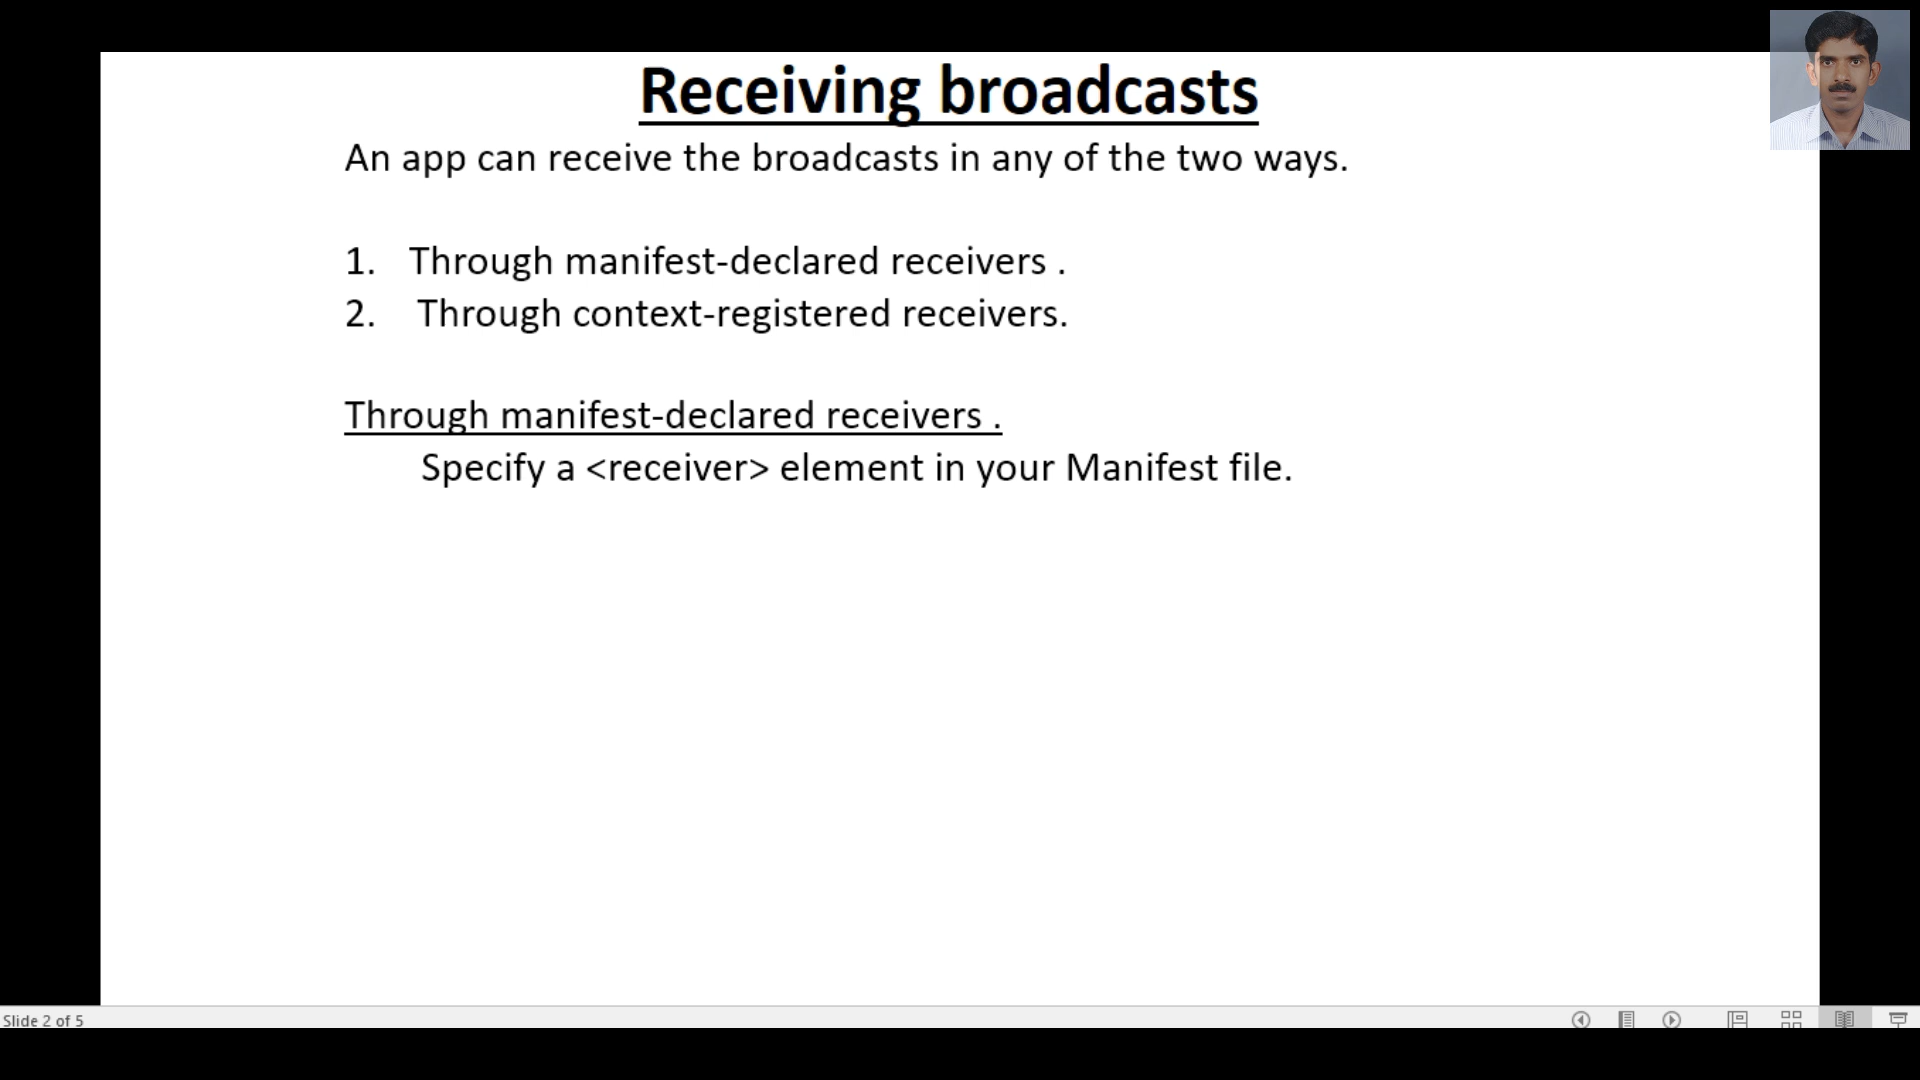 Receiving broadcasts
An app can receive the broadcasts in any of the two ways.
1. Through manifest-declared receivers .
2. Through context-registered receivers.
Through manifest-declared receivers .
Specify a <receiver> element in your Manifest file.
Slide 2 of 5